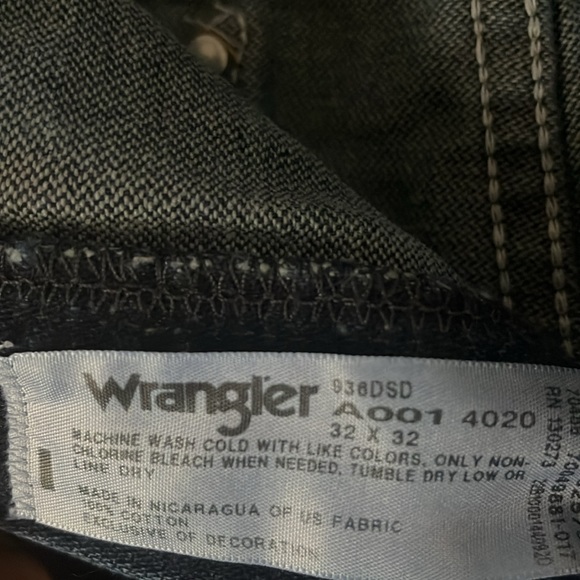 Wrangler 936DSD
A001 4020
32 X 32
MACHINE WASH COLD WITH LIKE COLORS, ONLY NON-
CHLORINE BLEACH WHEN NEEDED, TUMBLE DRY LOW OR
LINE DRY
MADE IN NICARAGUA OF US FABRIC
100% COTTON
EXCLUSIVE OF DECORATION
RN 130273